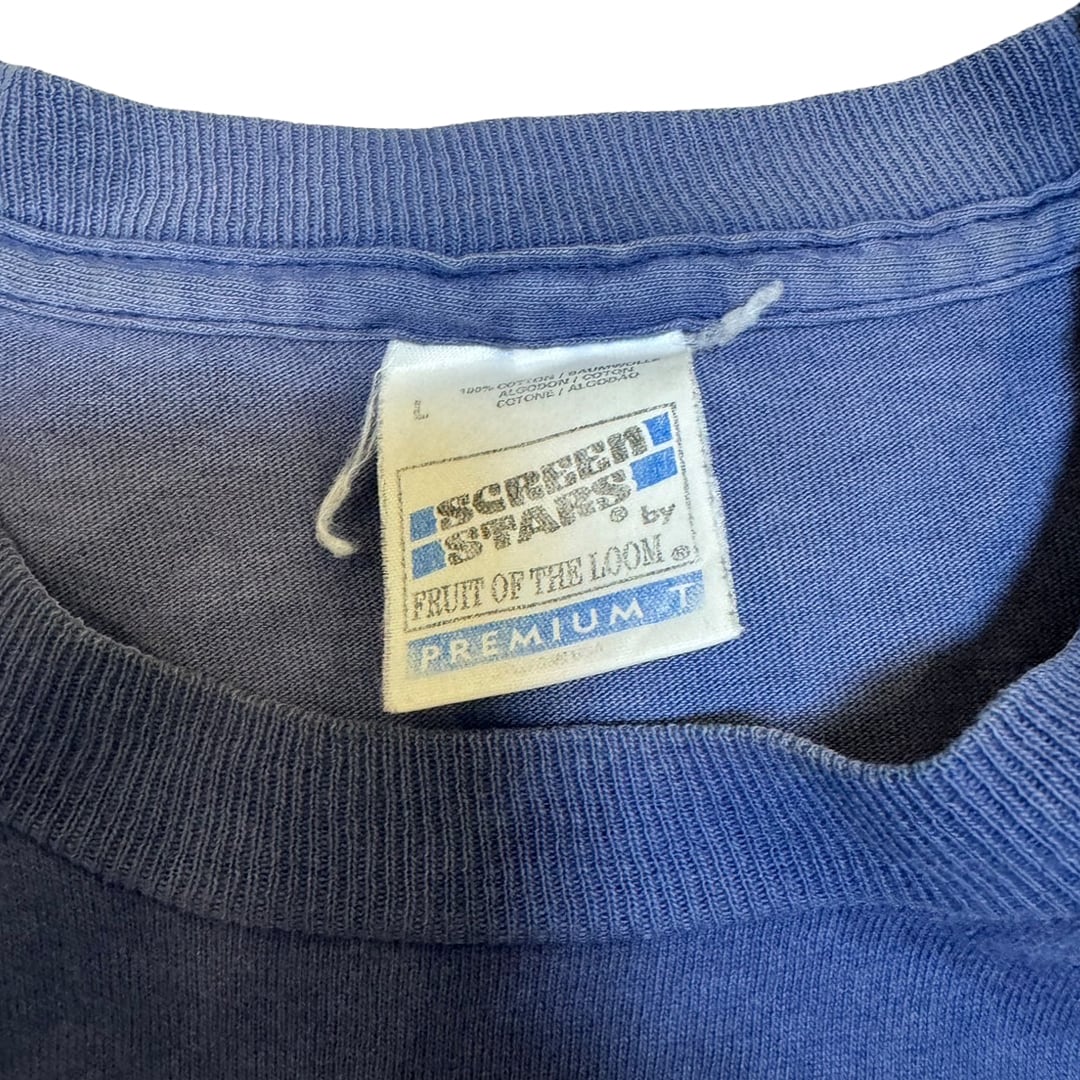 L
100% COTTON / BAUMWOLLE
ALGODON / COTON
COTONE / ALGODAO
SCREEN
STARS® by
FRUIT OF THE LOOM ®
PREMIUM T